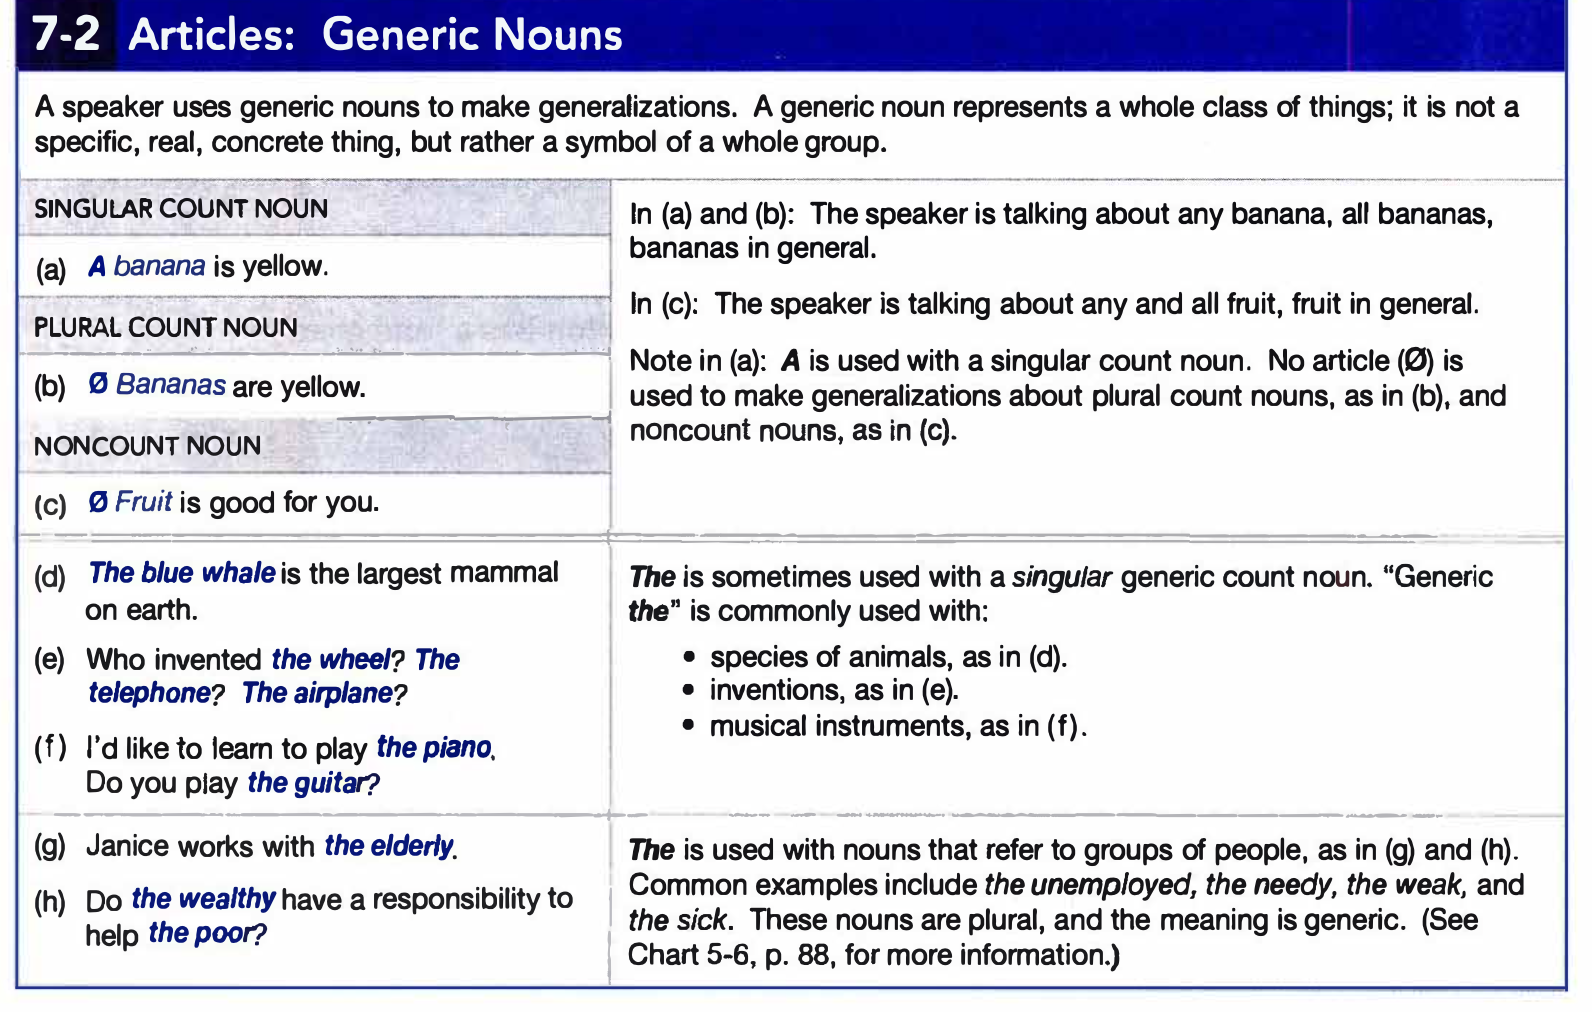 7-2 Articles: Generic Nouns
A speaker uses generic nouns to make generalizations. A generic noun represents a whole class of things; it is not a
specific, real, concrete thing, but rather a symbol of a whole group.
SINGULAR COUNT NOUN
(a) A banana is yellow.
PLURAL COUNT NOUN
(b) Ø Bananas are yellow.
NONCOUNT NOUN
(c) Ø Fruit is good for you.
In (a) and (b): The speaker is talking about any banana, all bananas,
bananas in general.
In (c): The speaker is talking about any and all fruit, fruit in general.
Note in (a): A is used with a singular count noun. No article (Ø) is
used to make generalizations about plural count nouns, as in (b), and
noncount nouns, as in (c).
(d) The blue whale is the largest mammal
on earth.
(e) Who invented the wheel? The
telephone? The airplane?
(f) I'd like to learn to play the piano.
Do you play the guitar?
The is sometimes used with a singular generic count noun. "Generic
the" is commonly used with:
• species of animals, as in (d).
• inventions, as in (e).
• musical instruments, as in (f).
(g) Janice works with the elderly.
(h) Do the wealthy have a responsibility to
help the poor?
The is used with nouns that refer to groups of people, as in (g) and (h).
Common examples include the unemployed, the needy, the weak, and
the sick. These nouns are plural, and the meaning is generic. (See
Chart 5-6, p. 88, for more information.)